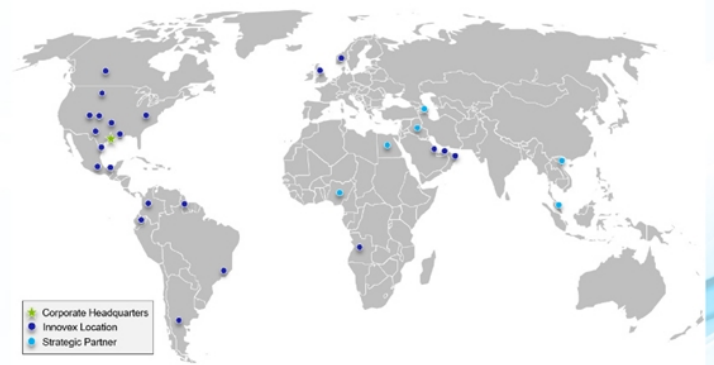 Corporate Headquarters
Innovex Location
Strategic Partner